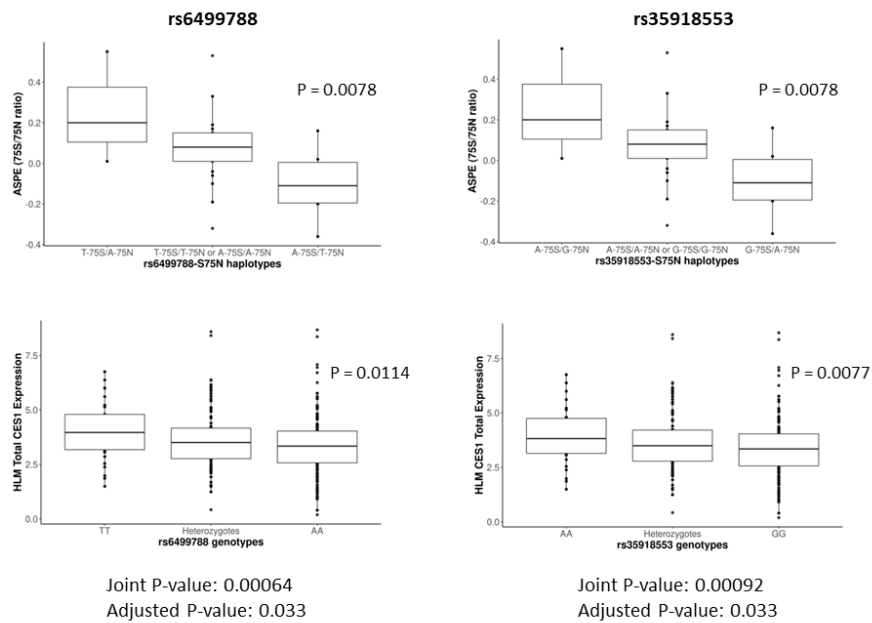 rs6499788
rs35918553
ASPE (75S/75N ratio)
0.4
0.2
0.0
-0.2
-0.4
P = 0.0078
T-75S/A-75N
T-75S/T-75N or A-75S/A-75N
A-75S/T-75N
rs6499788-S75N haplotypes
ASPE (75S/75N ratio)
0.4
0.2
0.0
-0.2
-0.4
P = 0.0078
A-75S/G-75N
A-75S/A-75N or G-75S/G-75N
G-75S/A-75N
rs35918553-S75N haplotypes
HLM Total CES1 Expression
7.5
5.0
2.5
0.0
P = 0.0114
TT
Heterozygotes
AA
rs6499788 genotypes
HLM CES1 Total Expression
7.5
5.0
2.5
0.0
P = 0.0077
AA
Heterozygotes
GG
rs35918553 genotypes
Joint P-value: 0.00064
Adjusted P-value: 0.033
Joint P-value: 0.00092
Adjusted P-value: 0.033